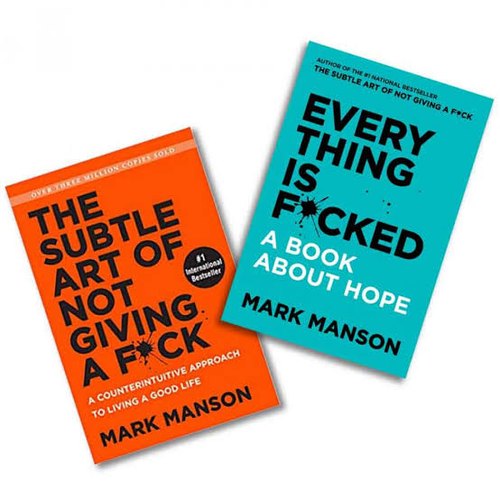 OVER THREE MILLION COPIES SOLD
THE
SUBTLE
ART OF
NOT
GIVING
A F*CK
#1
International
Bestseller
A COUNTERINTUITIVE APPROACH
TO LIVING A GOOD LIFE
MARK MANSON
AUTHOR OF THE #1 NATIONAL BESTSELLER
THE SUBTLE ART OF NOT GIVING A F*CK
EVERY
THING
IS
F*CKED
A BOOK
ABOUT HOPE
MARK MANSON